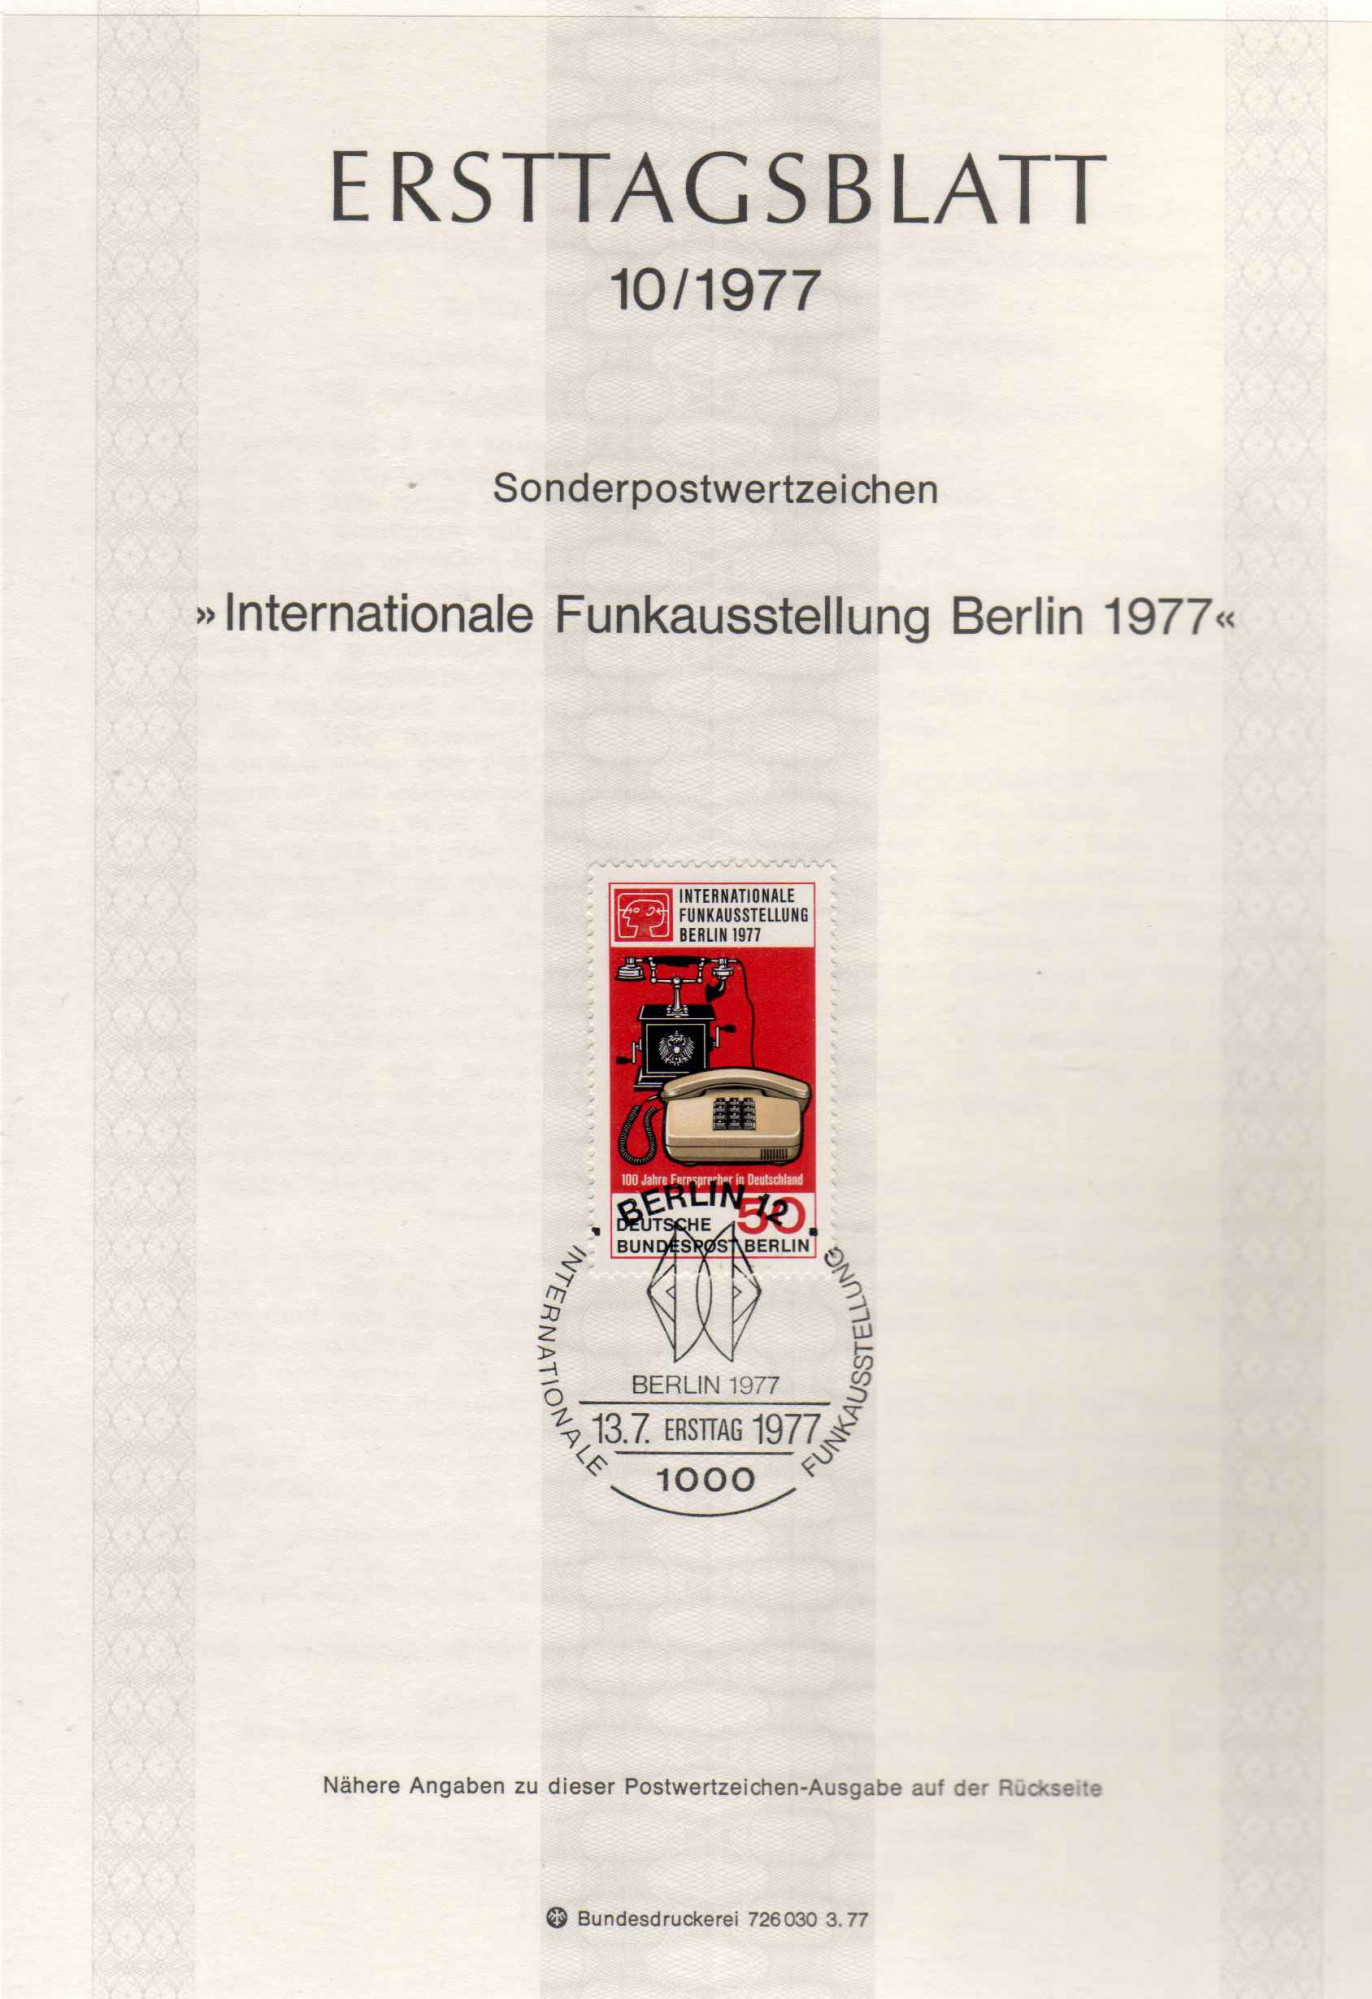 ERSTTAGSBLATT
10/1977
Sonderpostwertzeichen
»Internationale Funkausstellung Berlin 1977«
INTERNATIONALE
FUNKAUSSTELLUNG
BERLIN 1977
100 Jahre Fernsprecher in Deutschland
50
DEUTSCHE
BUNDESPOST BERLIN
BERLIN 12
INTERNATIONALE
FUNKAUSSTELLUNG
BERLIN 1977
13.7. ERSTTAG 1977
1000
Nähere Angaben zu dieser Postwertzeichen-Ausgabe auf der Rückseite
Bundesdruckerei 726030 3.77